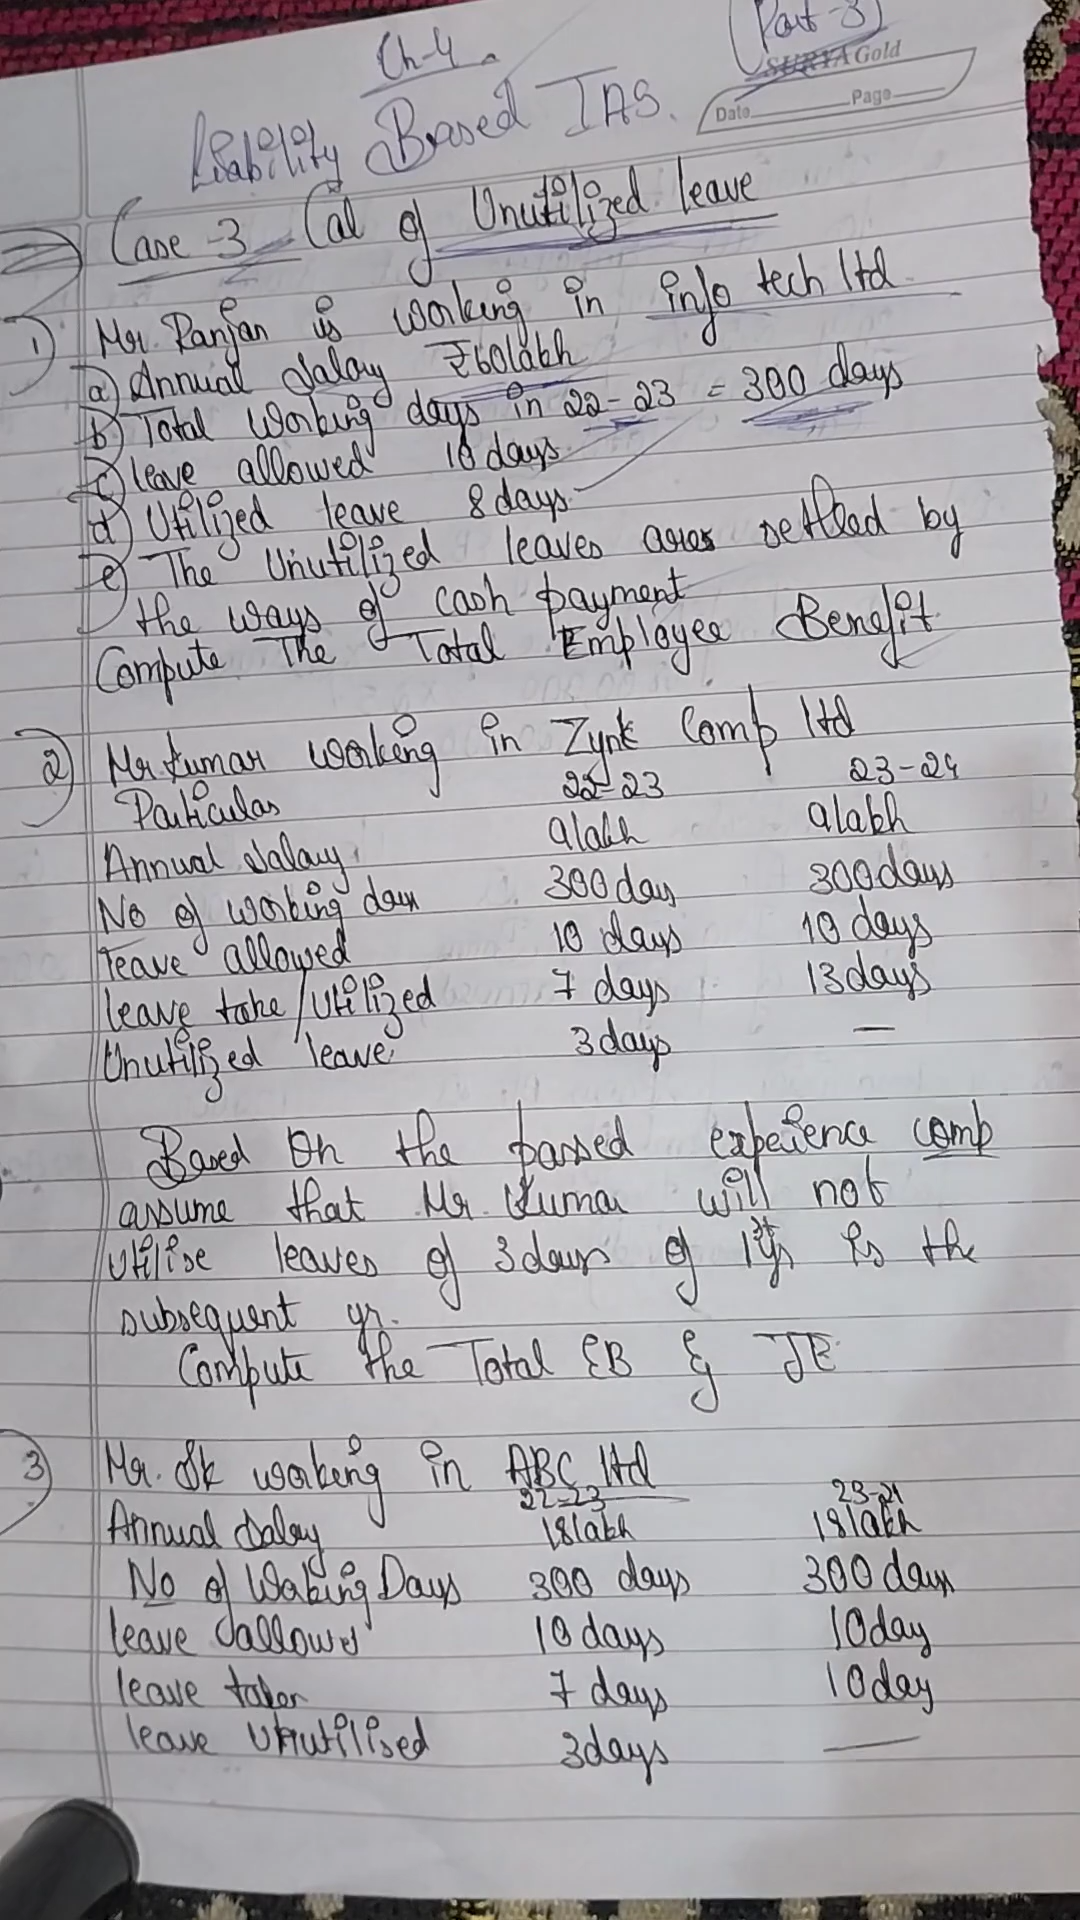 Ch-4
(Part-3)
SURYA Gold
Date
Page
Liability Based IAS.
Case-3 Cal of Unutilized leave
1) Mr. Ranjan is working in info tech ltd
a) Annual Salary ₹60lakh
b) Total working days in 22-23 = 300 days
c) leave allowed 10 days
d) Utilized leave 8 days
e) The Unutilized leaves are settled by
the ways of cash payment
Compute The Total Employee Benefit
2) Mr. Kumar working in Zynk Comp ltd
Particulas 22-23 23-24
Annual Salary 9lakh 9lakh
No of working days 300 day 300 days
leave allowed 10 days 10 days
leave take/Utilized 7 days 13 days
Unutilized leave 3 days —
Based on the passed expeience comp
assume that Mr. Kumar will not
Utilise leaves of 3 days of 1st yr is the
subsequent yr.
Compute the Total EB & JE
3) Mr. Sk working in ABC ltd
22-23 23-24
Annual Salary 18lakh 18lakh
No of Woking Days 300 days 300 days
leave allowed 10 days 10 day
leave taken 7 days 10 day
leave Unutilised 3 days —